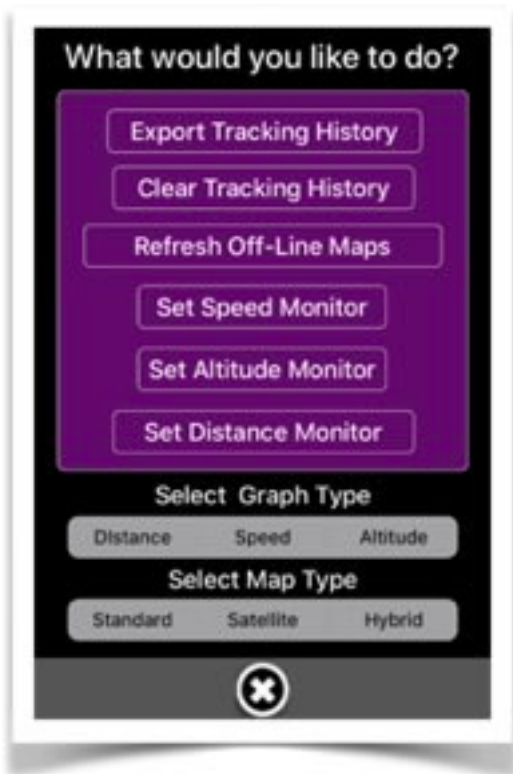 What would you like to do?
Export Tracking History
Clear Tracking History
Refresh Off-Line Maps
Set Speed Monitor
Set Altitude Monitor
Set Distance Monitor
Select Graph Type
DIstance Speed Altitude
Select Map Type
Standard Satellite Hybrid